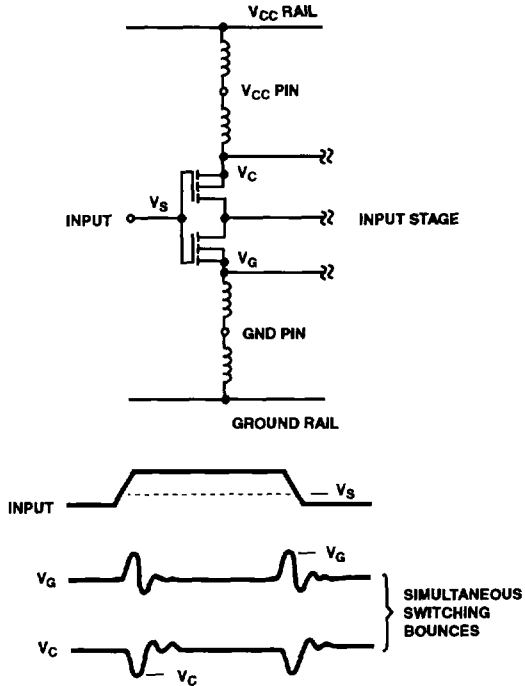 VCC RAIL
VCC PIN
VC
VS
INPUT
INPUT STAGE
VG
GND PIN
GROUND RAIL
VS
INPUT
VG
VG
SIMULTANEOUS
SWITCHING
BOUNCES
VC
VC